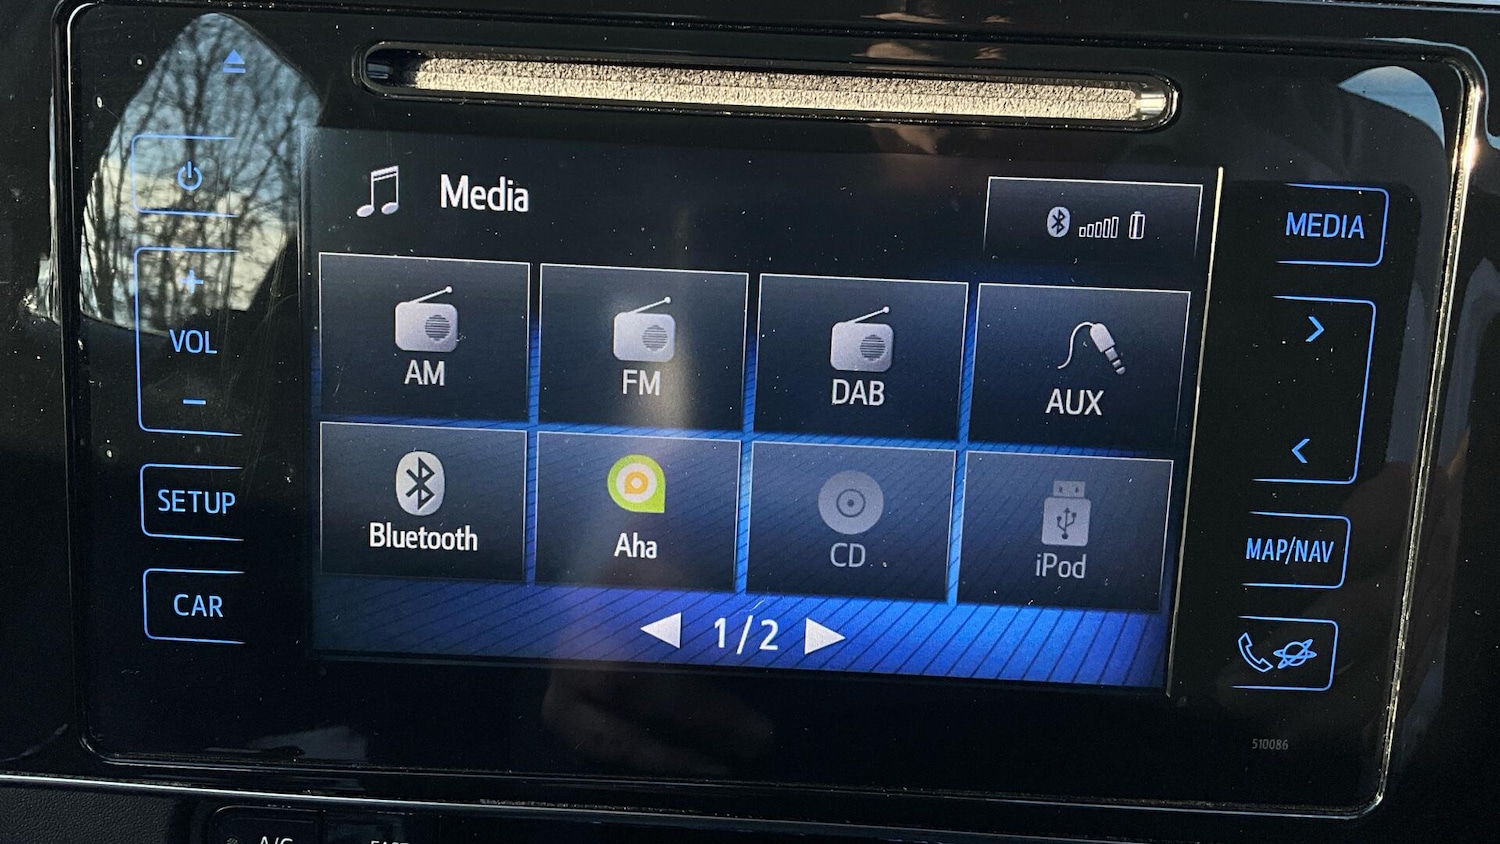 Media
MEDIA
VOL
AM
FM
DAB
AUX
SETUP
Bluetooth
Aha
CD
iPod
MAP/NAV
CAR
1/2
510086
A/C